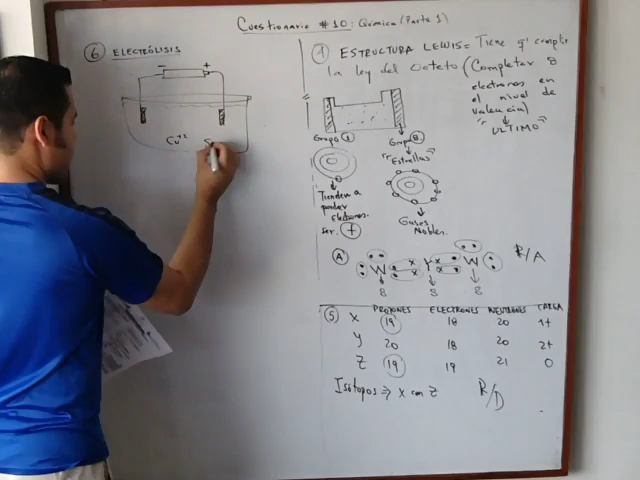 Cuestionario #10: Química (Parte 1)
6 ELECTRÓLISIS
- +
Cu+2 S
1 ESTRUCTURA LEWIS = Tiene q' cumplir
la ley del octeto (Completar 8
electrones en
el nivel de
valencia)
"ÚLTIMO"
Grupo 1 Grupo 8
"Estrellas"
Tienden a
perder
electrones.
ser. 7
Gases
Nobles.
A W Y W R/A
8 8 8
5 PROTONES ELECTRONES NEUTRONES CARGA
X 19 18 20 1+
Y 20 18 20 2+
Z 19 19 21 0
Isótopos => X con Z R/D